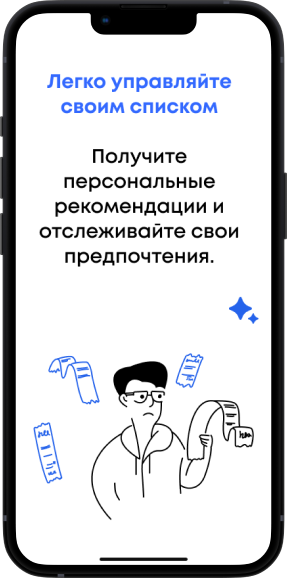 Легко управляйте
своим списком
Получите
персональные
рекомендации и
отслеживайте свои
предпочтения.